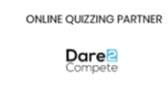 ONLINE QUIZZING PARTNER
Dare2
Compete